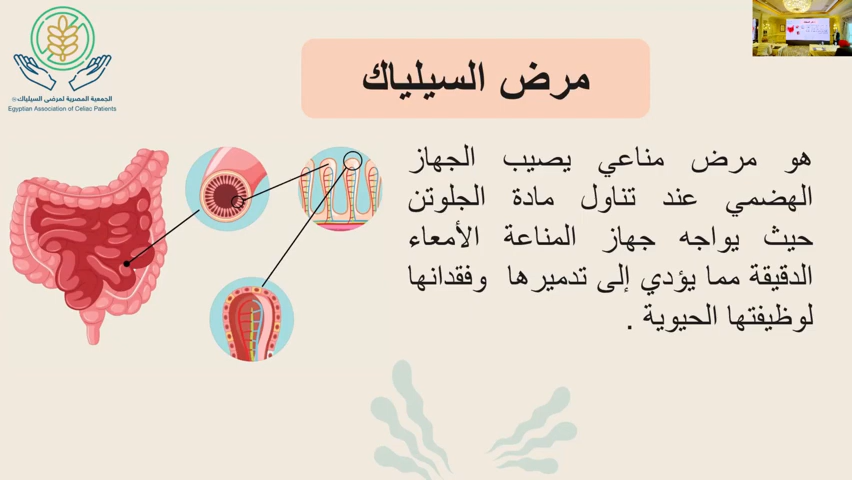 الجمعية المصرية لمرضى السيلياك
Egyptian Association of Celiac Patients
مرض السيلياك
هو مرض مناعي يصيب الجهاز
الهضمي عند تناول مادة الجلوتن
حيث يواجه جهاز المناعة الأمعاء
الدقيقة مما يؤدي إلى تدميرها وفقدانها
لوظيفتها الحيوية .